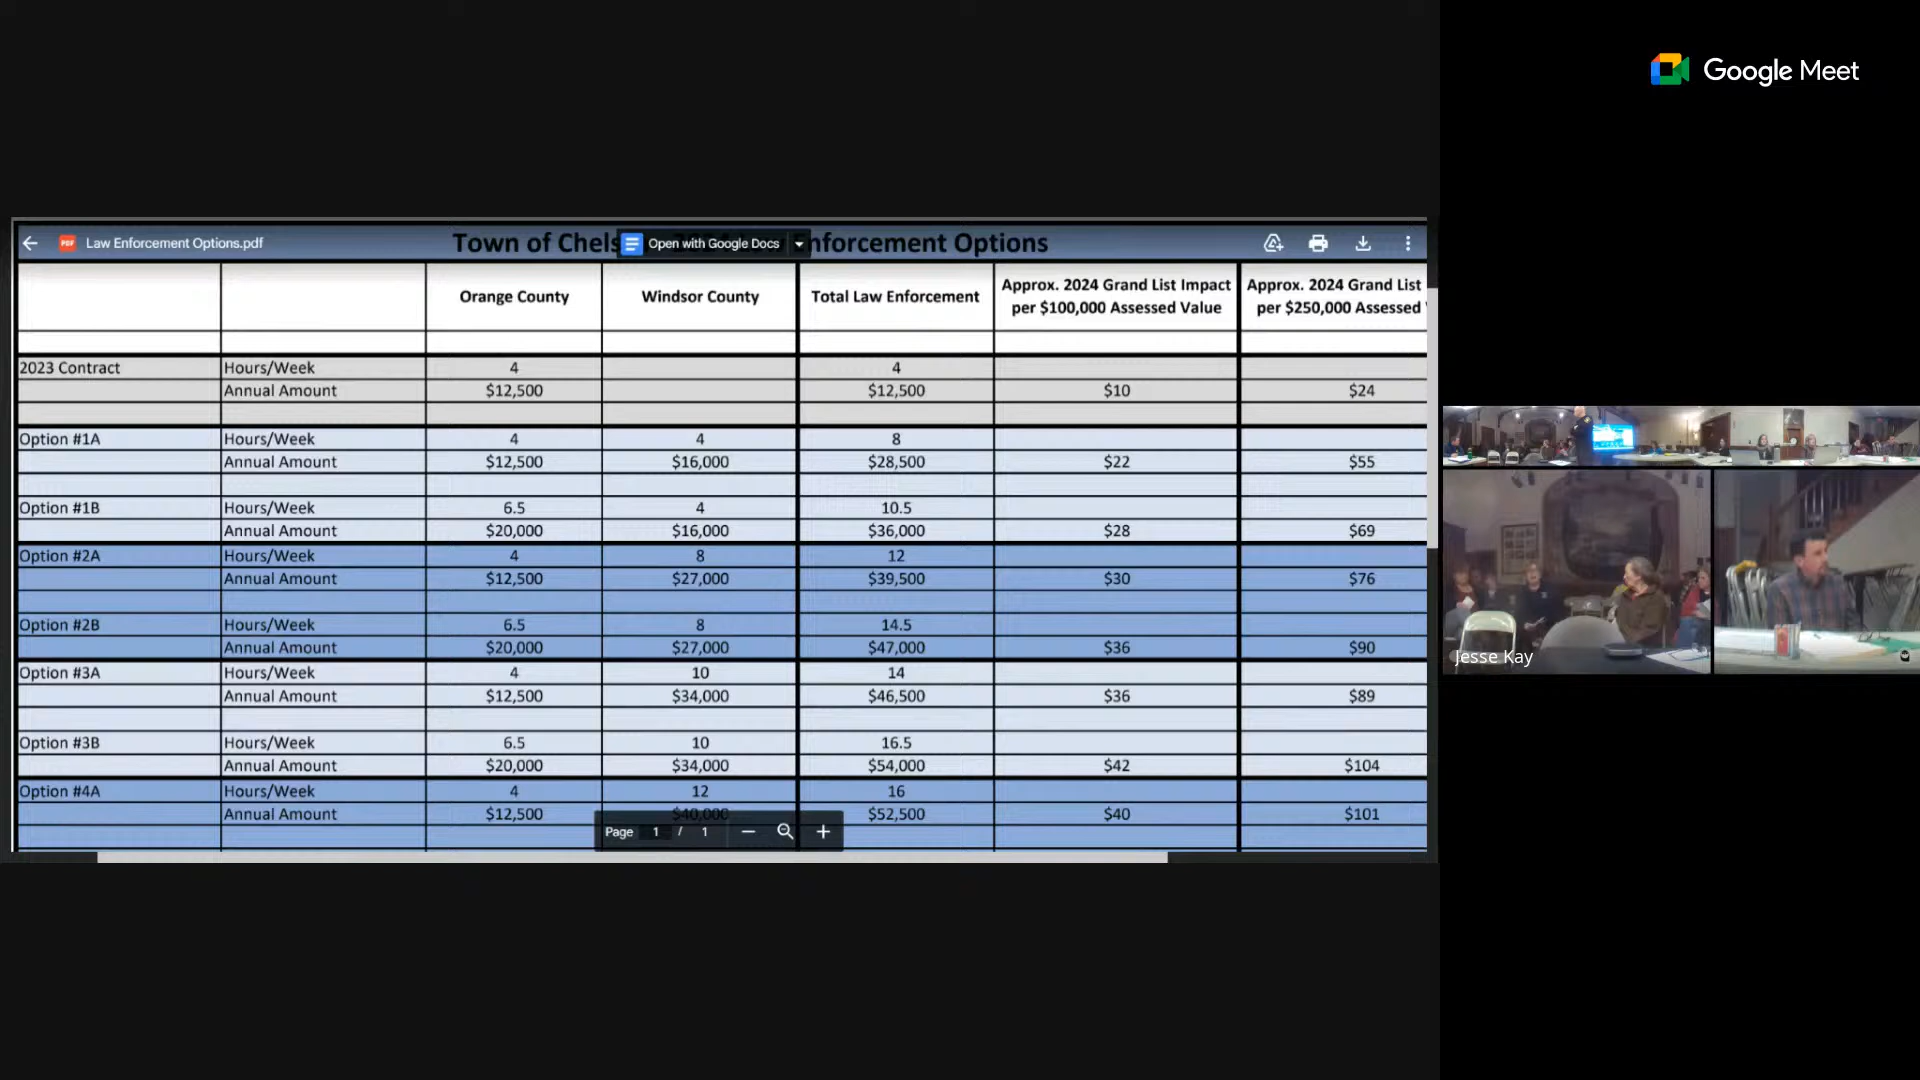 Google Meet
Law Enforcement Options.pdf
Town of Chels
Open with Google Docs
nforcement Options
Orange County Windsor County Total Law Enforcement Approx. 2024 Grand List Impact per $100,000 Assessed Value Approx. 2024 Grand List per $250,000 Assessed
2023 Contract Hours/Week 4 4
Annual Amount $12,500 $12,500 $10 $24
Option #1A Hours/Week 4 4 8
Annual Amount $12,500 $16,000 $28,500 $22 $55
Option #1B Hours/Week 6.5 4 10.5
Annual Amount $20,000 $16,000 $36,000 $28 $69
Option #2A Hours/Week 4 8 12
Annual Amount $12,500 $27,000 $39,500 $30 $76
Option #2B Hours/Week 6.5 8 14.5
Annual Amount $20,000 $27,000 $47,000 $36 $90
Option #3A Hours/Week 4 10 14
Annual Amount $12,500 $34,000 $46,500 $36 $89
Option #3B Hours/Week 6.5 10 16.5
Annual Amount $20,000 $34,000 $54,000 $42 $104
Option #4A Hours/Week 4 12 16
Annual Amount $12,500 $40,000 $52,500 $40 $101
Page 1 / 1
Jesse Kay